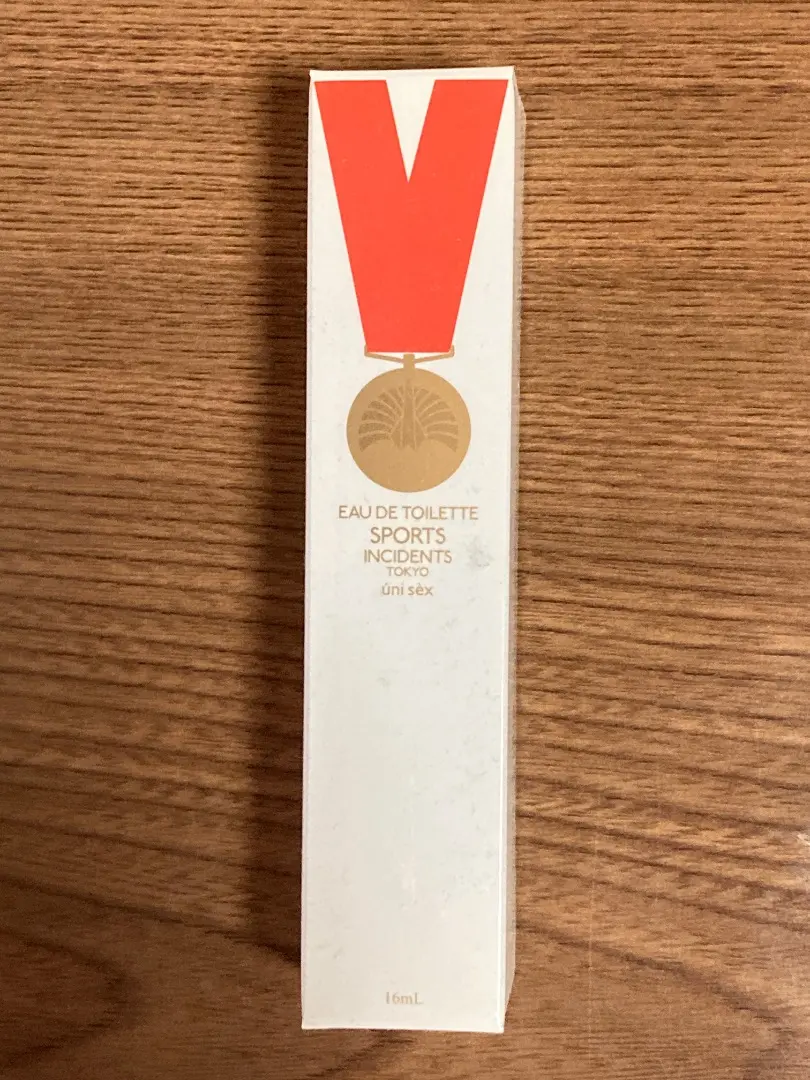 EAU DE TOILETTE
SPORTS
INCIDENTS
TOKYO
úni sèx
16mL